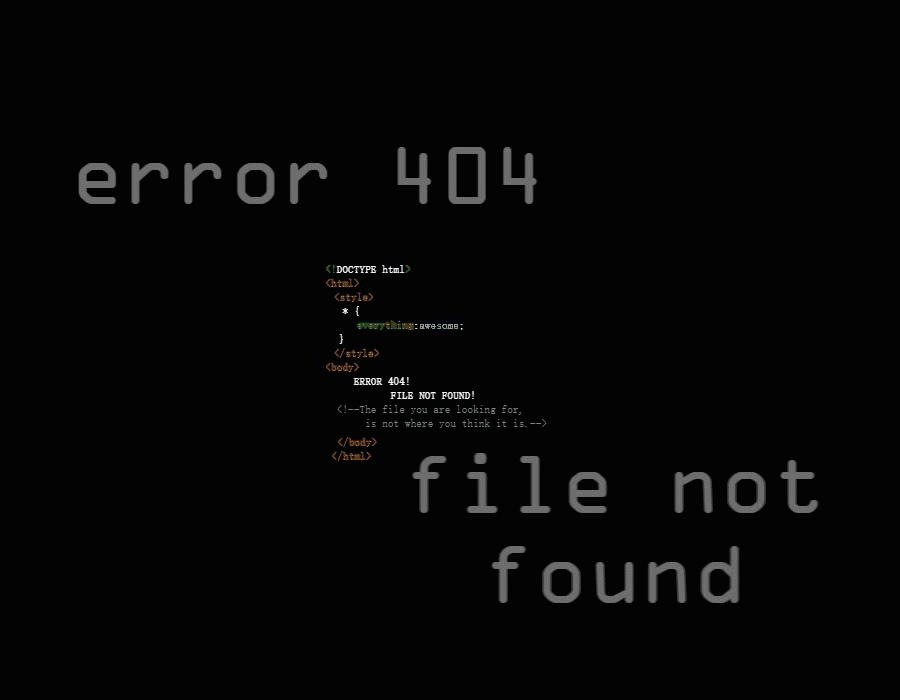 error 404
<!DOCTYPE html>
<html>
<style>
* {
everything:awesome;
}
</style>
<body>
ERROR 404!
FILE NOT FOUND!
<!--The file you are looking for,
is not where you think it is.-->
</body>
</html>
file not
found